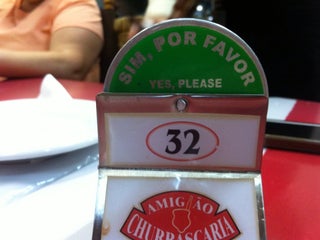 SIM, POR FAVOR
YES, PLEASE
32
AMIGÃO
CHURRASCARIA